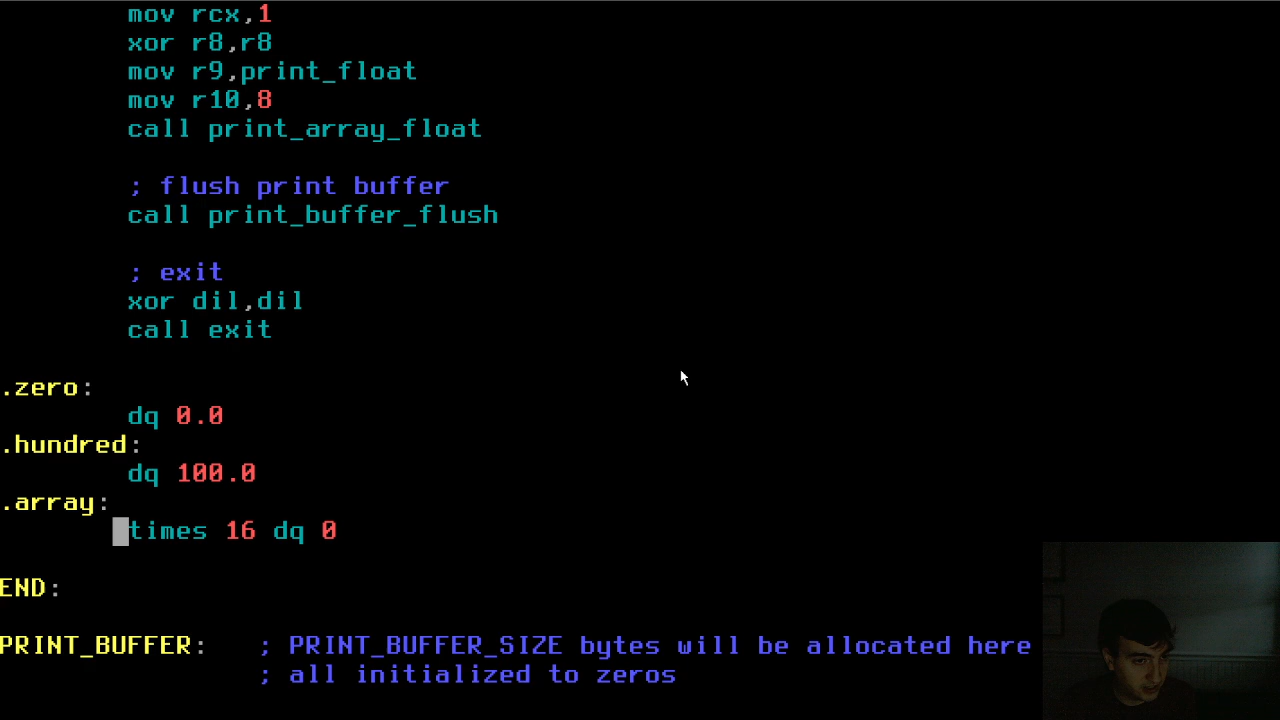 mov rcx,1
xor r8,r8
mov r9,print_float
mov r10,8
call print_array_float
; flush print buffer
call print_buffer_flush
; exit
xor dil,dil
call exit
.zero:
dq 0.0
.hundred:
dq 100.0
.array:
times 16 dq 0
END:
PRINT_BUFFER: ; PRINT_BUFFER_SIZE bytes will be allocated here
; all initialized to zeros